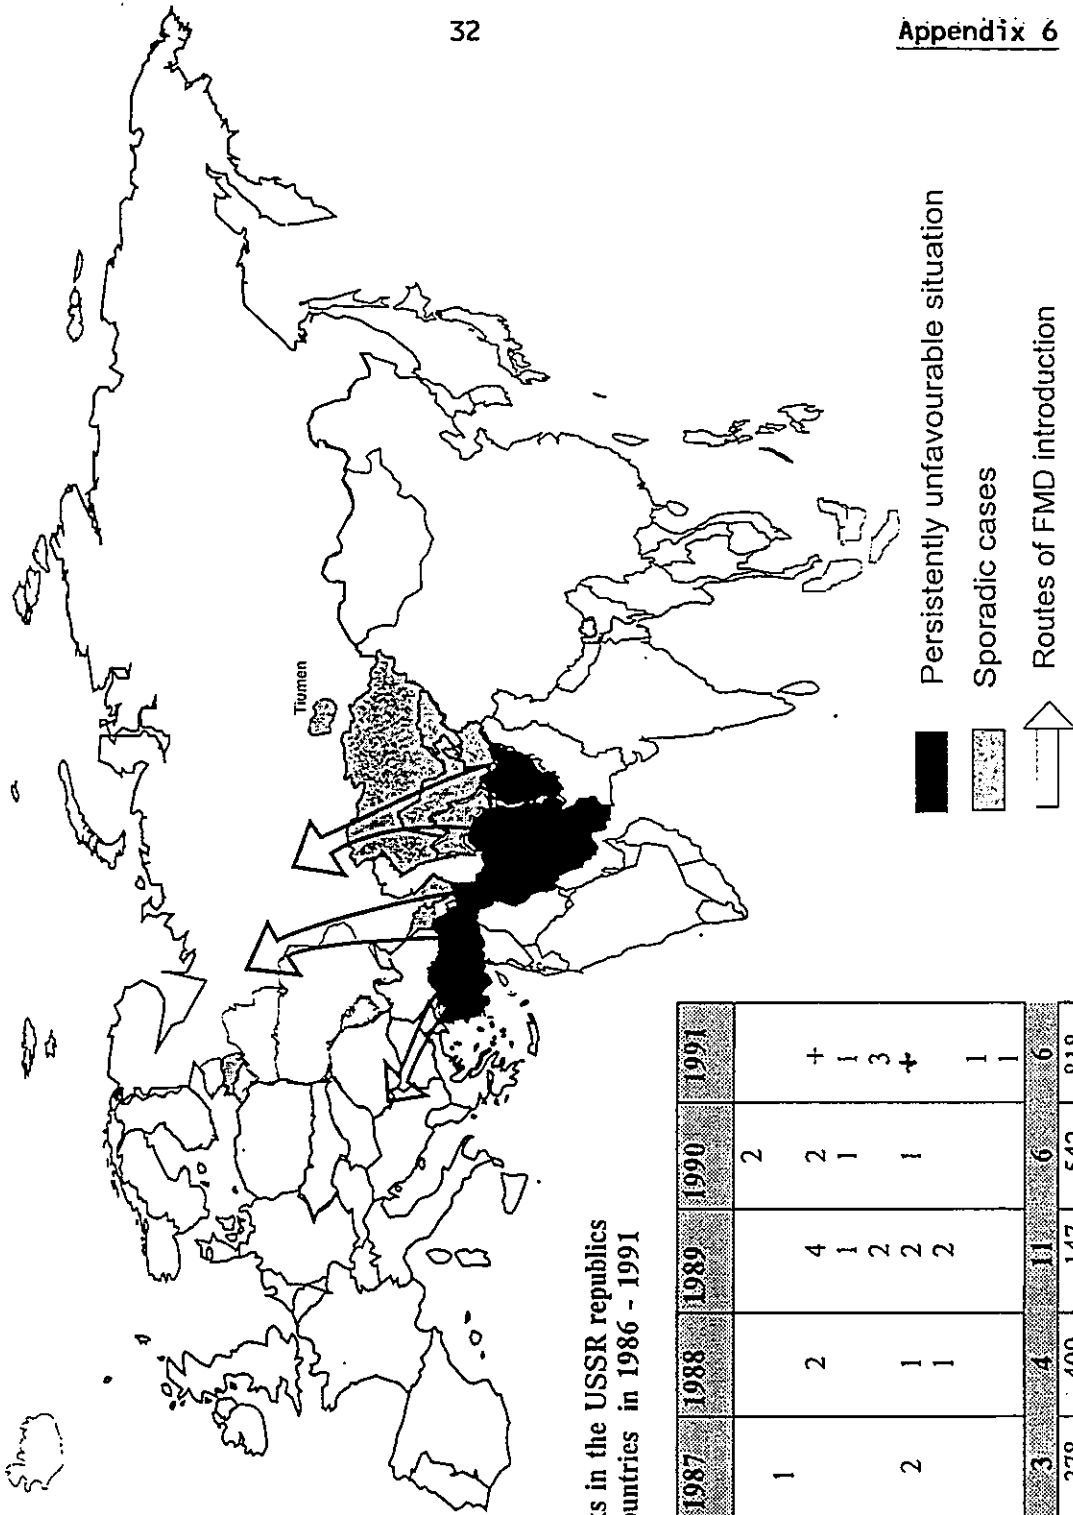 32
Appendix 6
Tiumen
Persistently unfavourable situation
Sporadic cases
Routes of FMD introduction
ks in the USSR republics
ountries in 1986 - 1991
1987 1988 1989 1990 1991
2
1
2 4 2 +
1 1 1
2 3
2 1 2 1 +
1 2
1
1
3 4 11 6 6